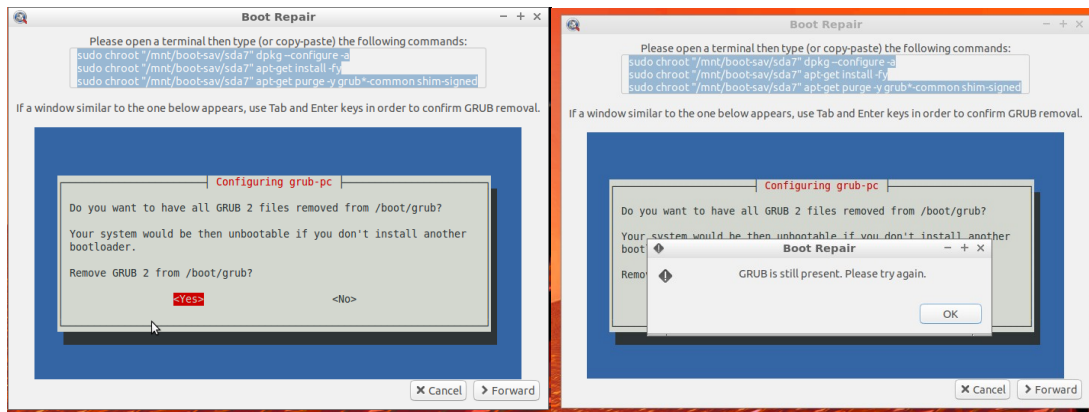 Boot Repair
Please open a terminal then type (or copy-paste) the following commands:
sudo chroot "/mnt/boot-sav/sda7" dpkg --configure -a
sudo chroot "/mnt/boot-sav/sda7" apt-get install -fy
sudo chroot "/mnt/boot-sav/sda7" apt-get purge -y grub*-common shim-signed
If a window similar to the one below appears, use Tab and Enter keys in order to confirm GRUB removal.
Configuring grub-pc
Do you want to have all GRUB 2 files removed from /boot/grub?
Your system would be then unbootable if you don't install another
bootloader.
Remove GRUB 2 from /boot/grub?
<Yes> <No>
Cancel Forward
Boot Repair
Please open a terminal then type (or copy-paste) the following commands:
sudo chroot "/mnt/boot-sav/sda7" dpkg --configure -a
sudo chroot "/mnt/boot-sav/sda7" apt-get install -fy
sudo chroot "/mnt/boot-sav/sda7" apt-get purge -y grub*-common shim-signed
If a window similar to the one below appears, use Tab and Enter keys in order to confirm GRUB removal.
Configuring grub-pc
Do you want to have all GRUB 2 files removed from /boot/grub?
Your system would be then unbootable if you don't install another
boot
Remo
Boot Repair
GRUB is still present. Please try again.
OK
Cancel Forward